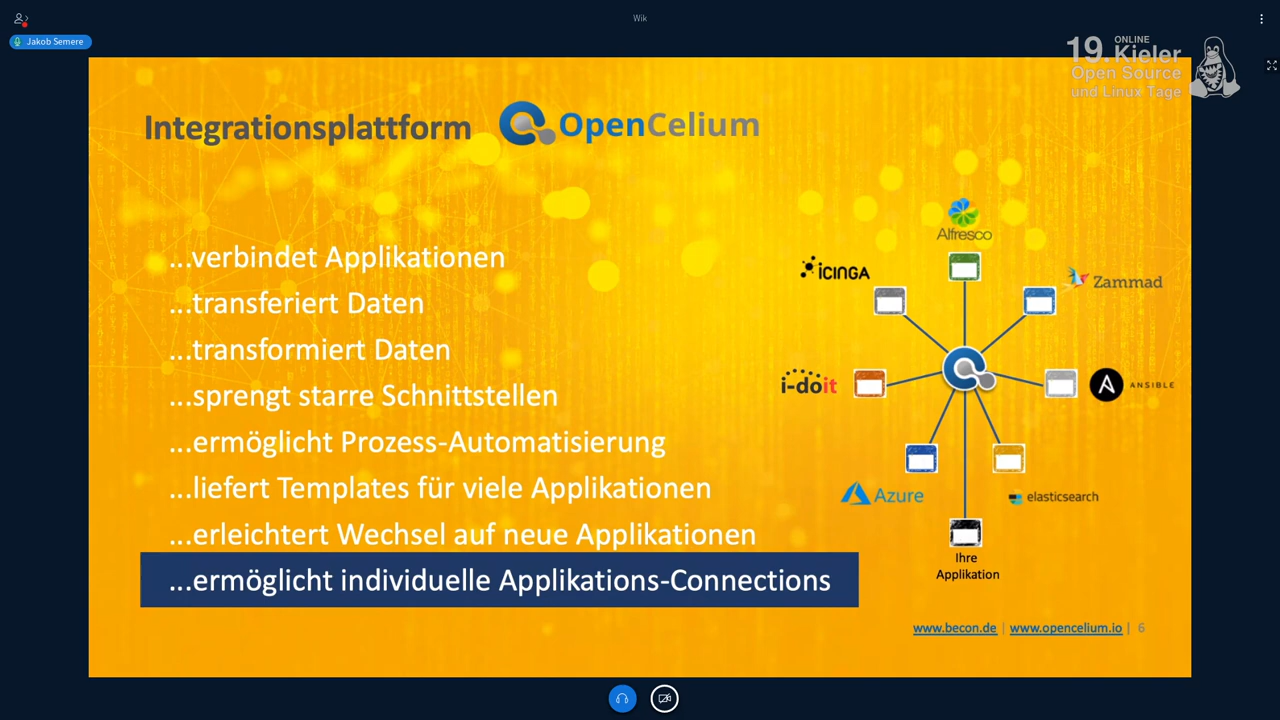 Wik
Jakob Semere
19. ONLINE Kieler
Open Source
und Linux Tage
Integrationsplattform OpenCelium
...verbindet Applikationen
...transferiert Daten
...transformiert Daten
...sprengt starre Schnittstellen
...ermöglicht Prozess-Automatisierung
...liefert Templates für viele Applikationen
...erleichtert Wechsel auf neue Applikationen
...ermöglicht individuelle Applikations-Connections
Alfresco
ICINGA
Zammad
i-doit
ANSIBLE
Azure
elasticsearch
Ihre
Applikation
www.becon.de | www.opencelium.io | 6